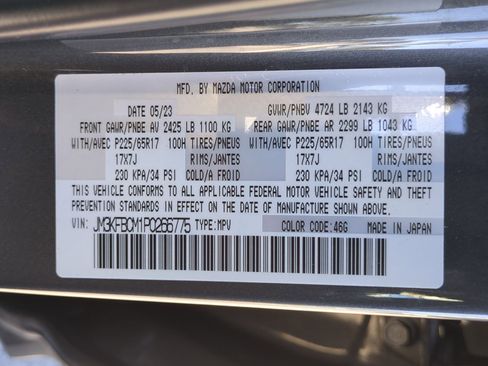 MFD. BY MAZDA MOTOR CORPORATION
DATE 05/23 GVWR/PNBV 4724 LB 2143 KG
FRONT GAWR/PNBE AV 2425 LB 1100 KG REAR GAWR/PNBE AR 2299 LB 1043 KG
WITH/AVEC P225/65R17 100H TIRES/PNEUS WITH/AVEC P225/65R17 100H TIRES/PNEUS
17X7J RIMS/JANTES 17X7J RIMS/JANTES
230 KPA/34 PSI COLD/A FROID 230 KPA/34 PSI COLD/A FROID
THIS VEHICLE CONFORMS TO ALL APPLICABLE FEDERAL MOTOR VEHICLE SAFETY AND THEFT
PREVENTION STANDARDS IN EFFECT ON THE DATE OF MANUFACTURE SHOWN ABOVE.
VIN: JM3KFBCM1P0266775 TYPE:MPV COLOR CODE:46G MADE IN JAPAN